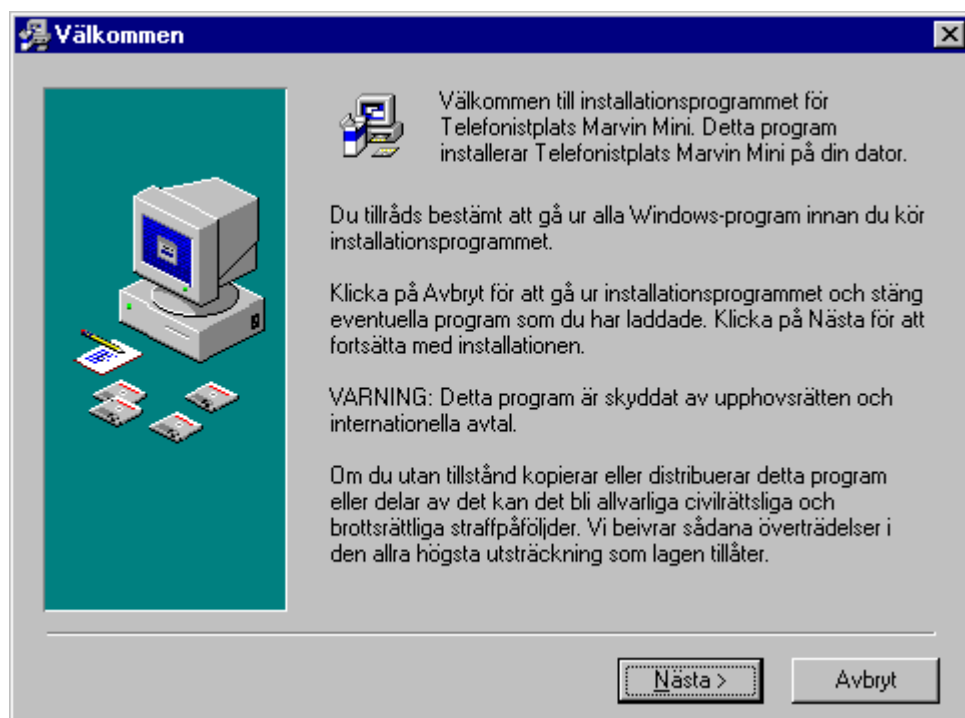 Välkommen
Välkommen till installationsprogrammet för
Telefonistplats Marvin Mini. Detta program
installerar Telefonistplats Marvin Mini på din dator.
Du tillråds bestämt att gå ur alla Windows-program innan du kör
installationsprogrammet.
Klicka på Avbryt för att gå ur installationsprogrammet och stäng
eventuella program som du har laddade. Klicka på Nästa för att
fortsätta med installationen.
VARNING: Detta program är skyddat av upphovsrätten och
internationella avtal.
Om du utan tillstånd kopierar eller distribuerar detta program
eller delar av det kan det bli allvarliga civilrättsliga och
brottsrättliga straffpåföljder. Vi beivrar sådana överträdelser i
den allra högsta utsträckning som lagen tillåter.
Nästa >
Avbryt